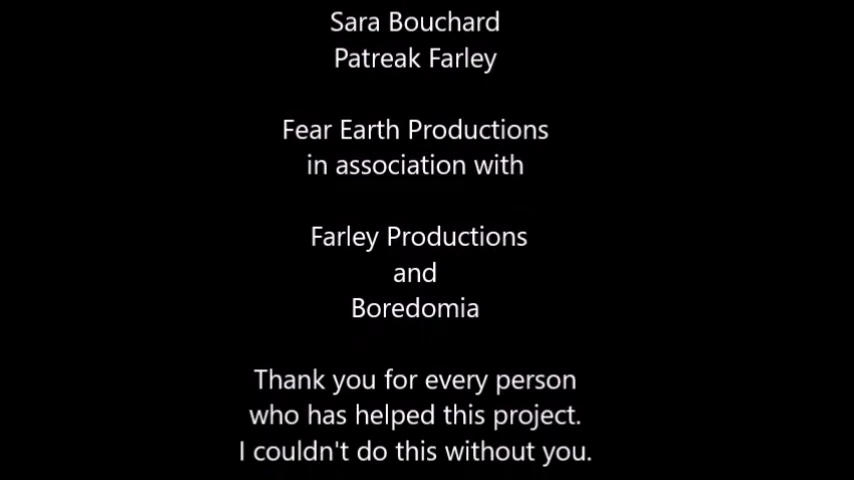 Sara Bouchard
Patreak Farley
Fear Earth Productions
in association with
Farley Productions
and
Boredomia
Thank you for every person
who has helped this project.
I couldn't do this without you.